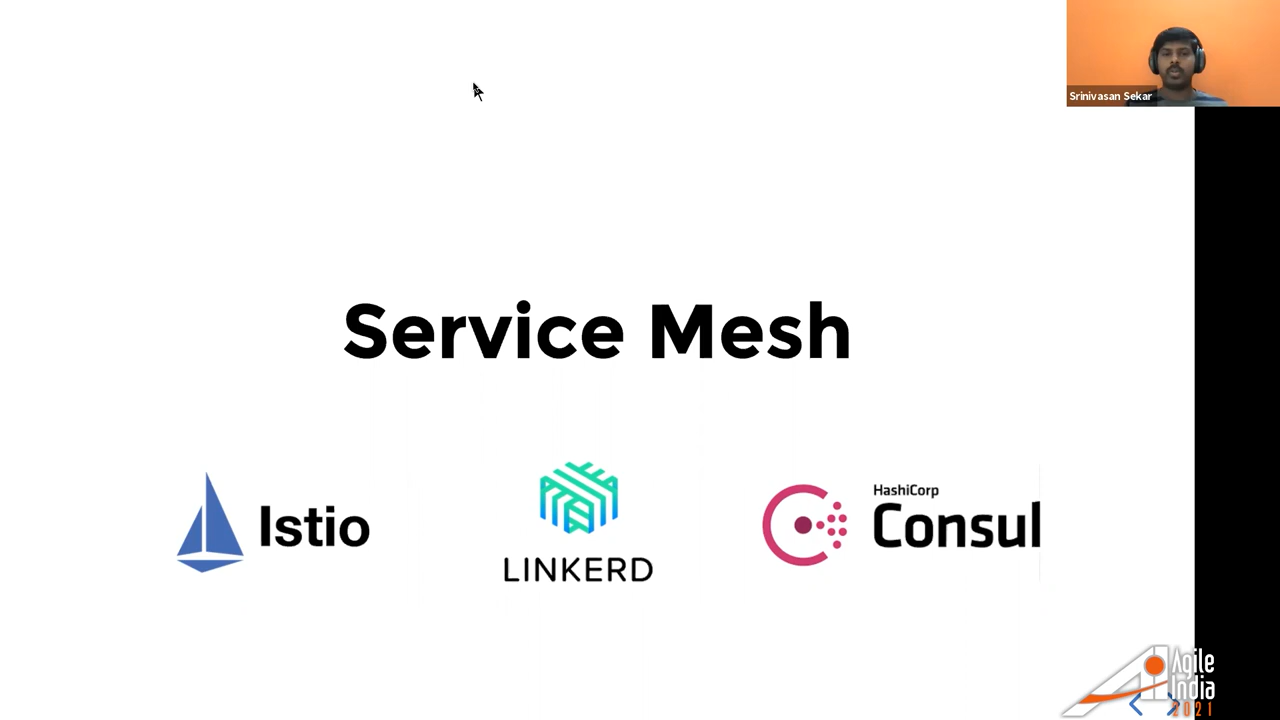 Srinivasan Sekar
Service Mesh
Istio
LINKERD
HashiCorp
Consul
Agile
India
2021